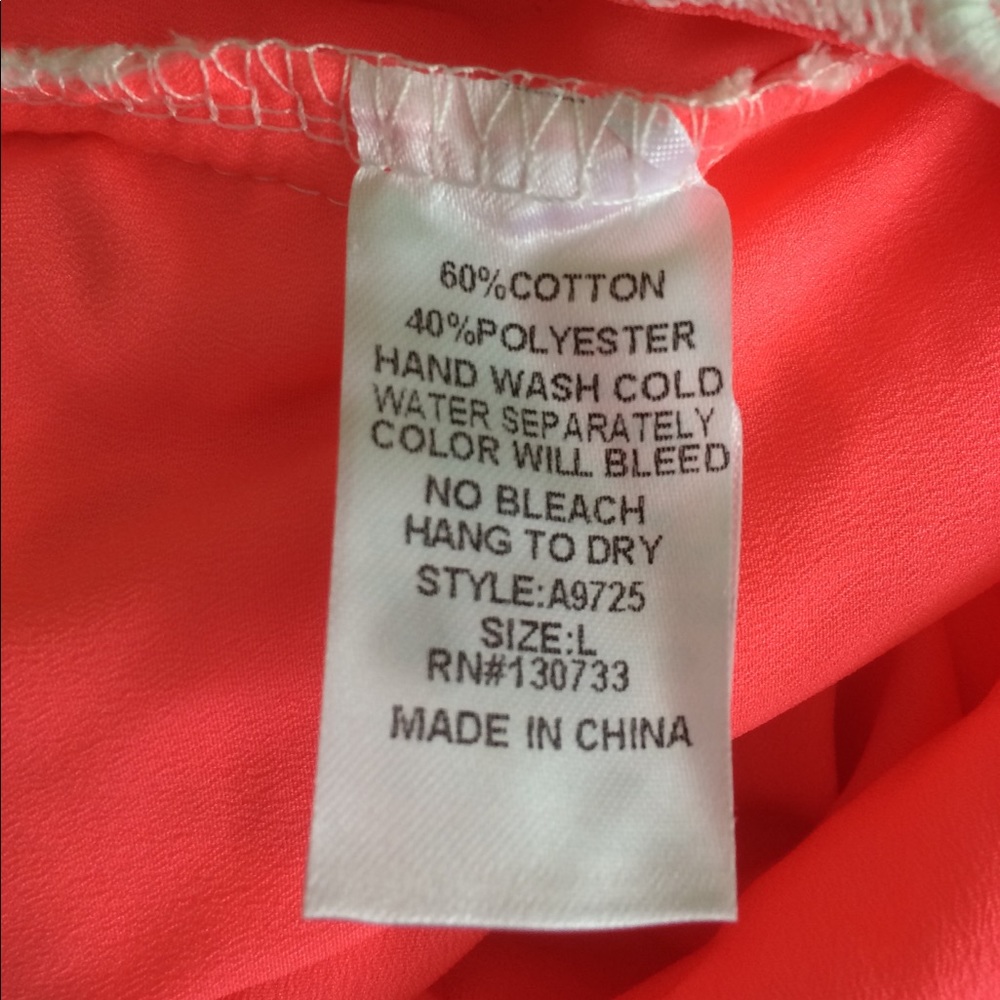 60%COTTON
40%POLYESTER
HAND WASH COLD
WATER SEPARATELY
COLOR WILL BLEED
NO BLEACH
HANG TO DRY
STYLE:A9725
SIZE:L
RN#130733
MADE IN CHINA